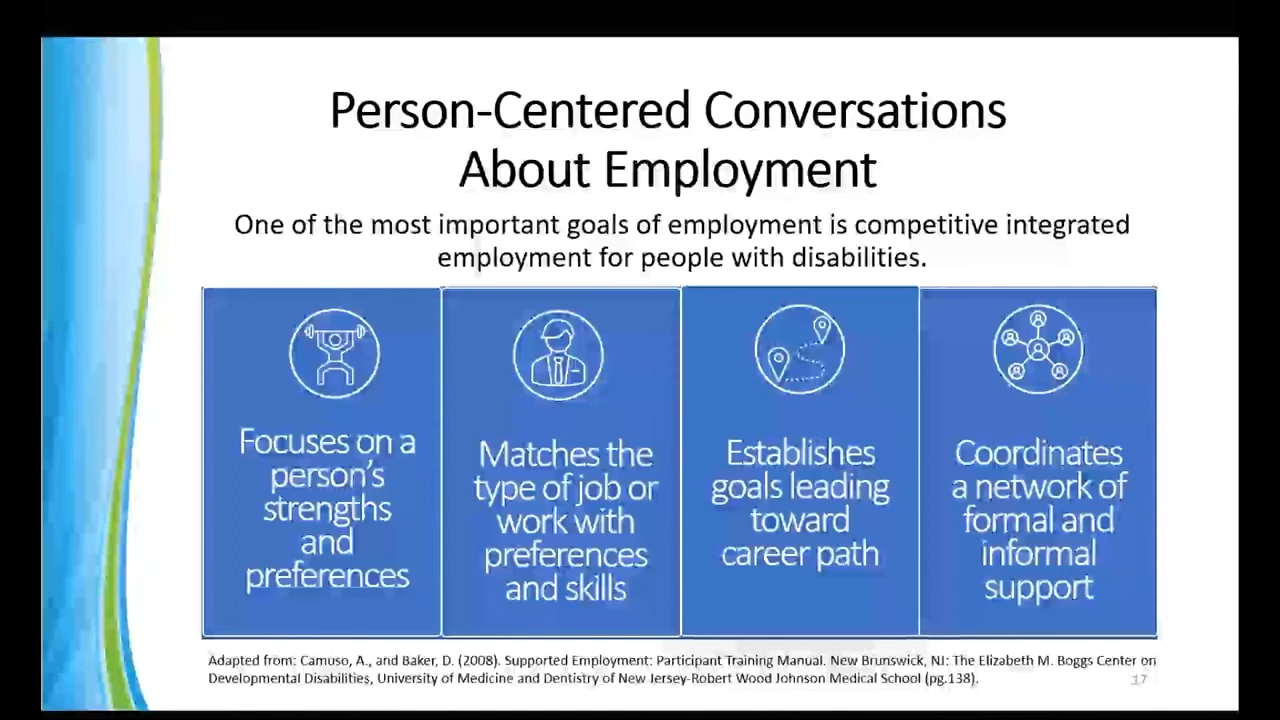 Person-Centered Conversations
About Employment
One of the most important goals of employment is competitive integrated
employment for people with disabilities.
Focuses on a
person's
strengths
and
preferences
Matches the
type of job or
work with
preferences
and skills
Establishes
goals leading
toward
career path
Coordinates
a network of
formal and
informal
support
Adapted from: Camuso, A., and Baker, D. (2008). Supported Employment: Participant Training Manual. New Brunswick, NJ: The Elizabeth M. Boggs Center on
Developmental Disabilities, University of Medicine and Dentistry of New Jersey-Robert Wood Johnson Medical School (pg.138).
17